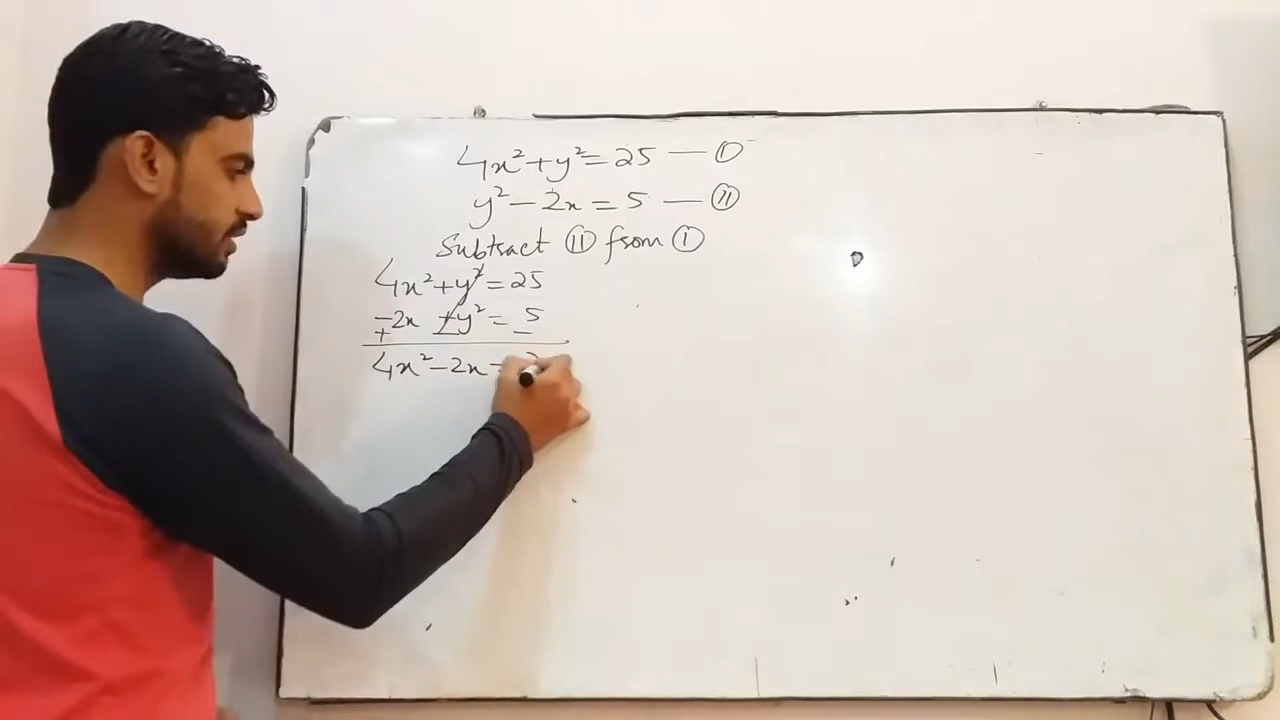 4x² + y² = 25 — ①
y² − 2x = 5 — ⑪
Subtract ⑪ from ①
4x² + y² = 25
−2x + y² = 5
+ − −
4x² − 2x =